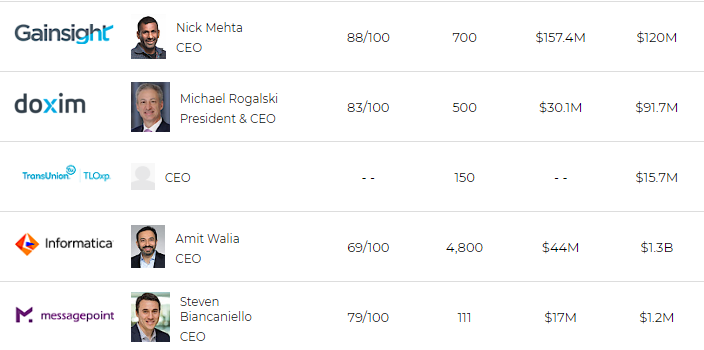 Gainsight
Nick Mehta
CEO
88/100 700 $157.4M $120M
doxim
Michael Rogalski
President & CEO
83/100 500 $30.1M $91.7M
TransUnion. TLOxp.
CEO
- - 150 - - $15.7M
Informatica
Amit Walia
CEO
69/100 4,800 $44M $1.3B
messagepoint
Steven
Biancaniello
CEO
79/100 111 $17M $1.2M